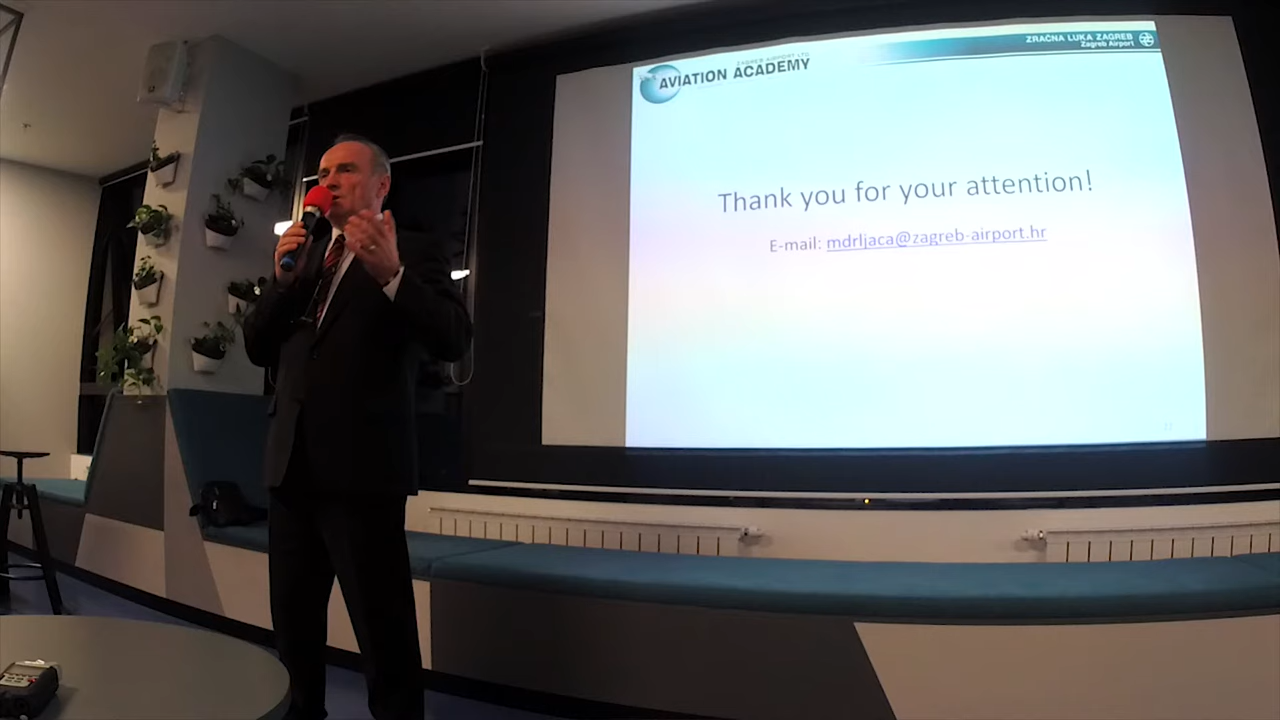 ZAGREB AIRPORT LTD
AVIATION ACADEMY
ZRAČNA LUKA ZAGREB
Zagreb Airport
Thank you for your attention!
E-mail: mdrljaca@zagreb-airport.hr